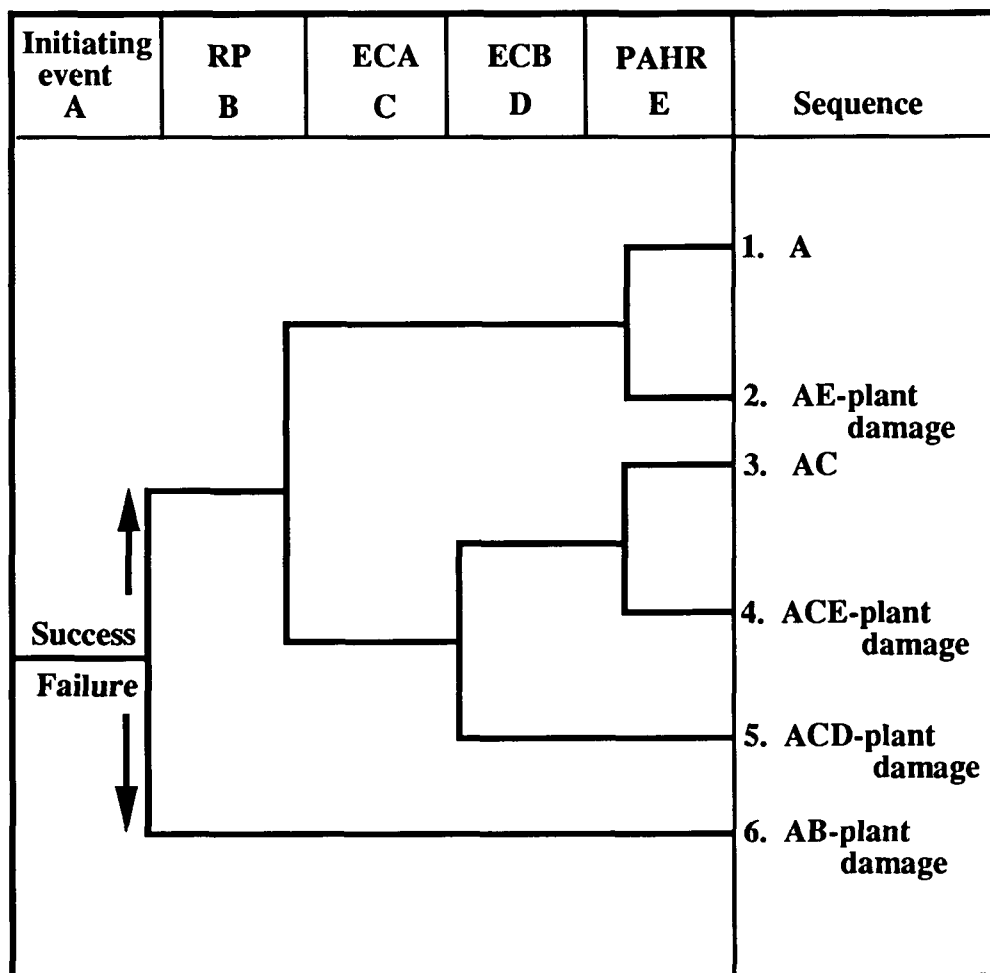 Initiating
event
A
RP
B
ECA
C
ECB
D
PAHR
E
Sequence
1. A
2. AE-plant
damage
3. AC
Success
4. ACE-plant
damage
Failure
5. ACD-plant
damage
6. AB-plant
damage